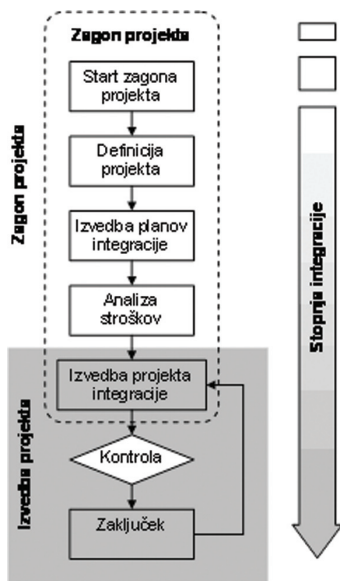 Zagon projekta
Start zagona
projekta
Definicija
projekta
Izvedba planov
integracije
Analiza
stroškov
Izvedba projekta
integracije
Kontrola
Zaključek
Zagon projekta
Izvedba projekta
Stopnja integracije